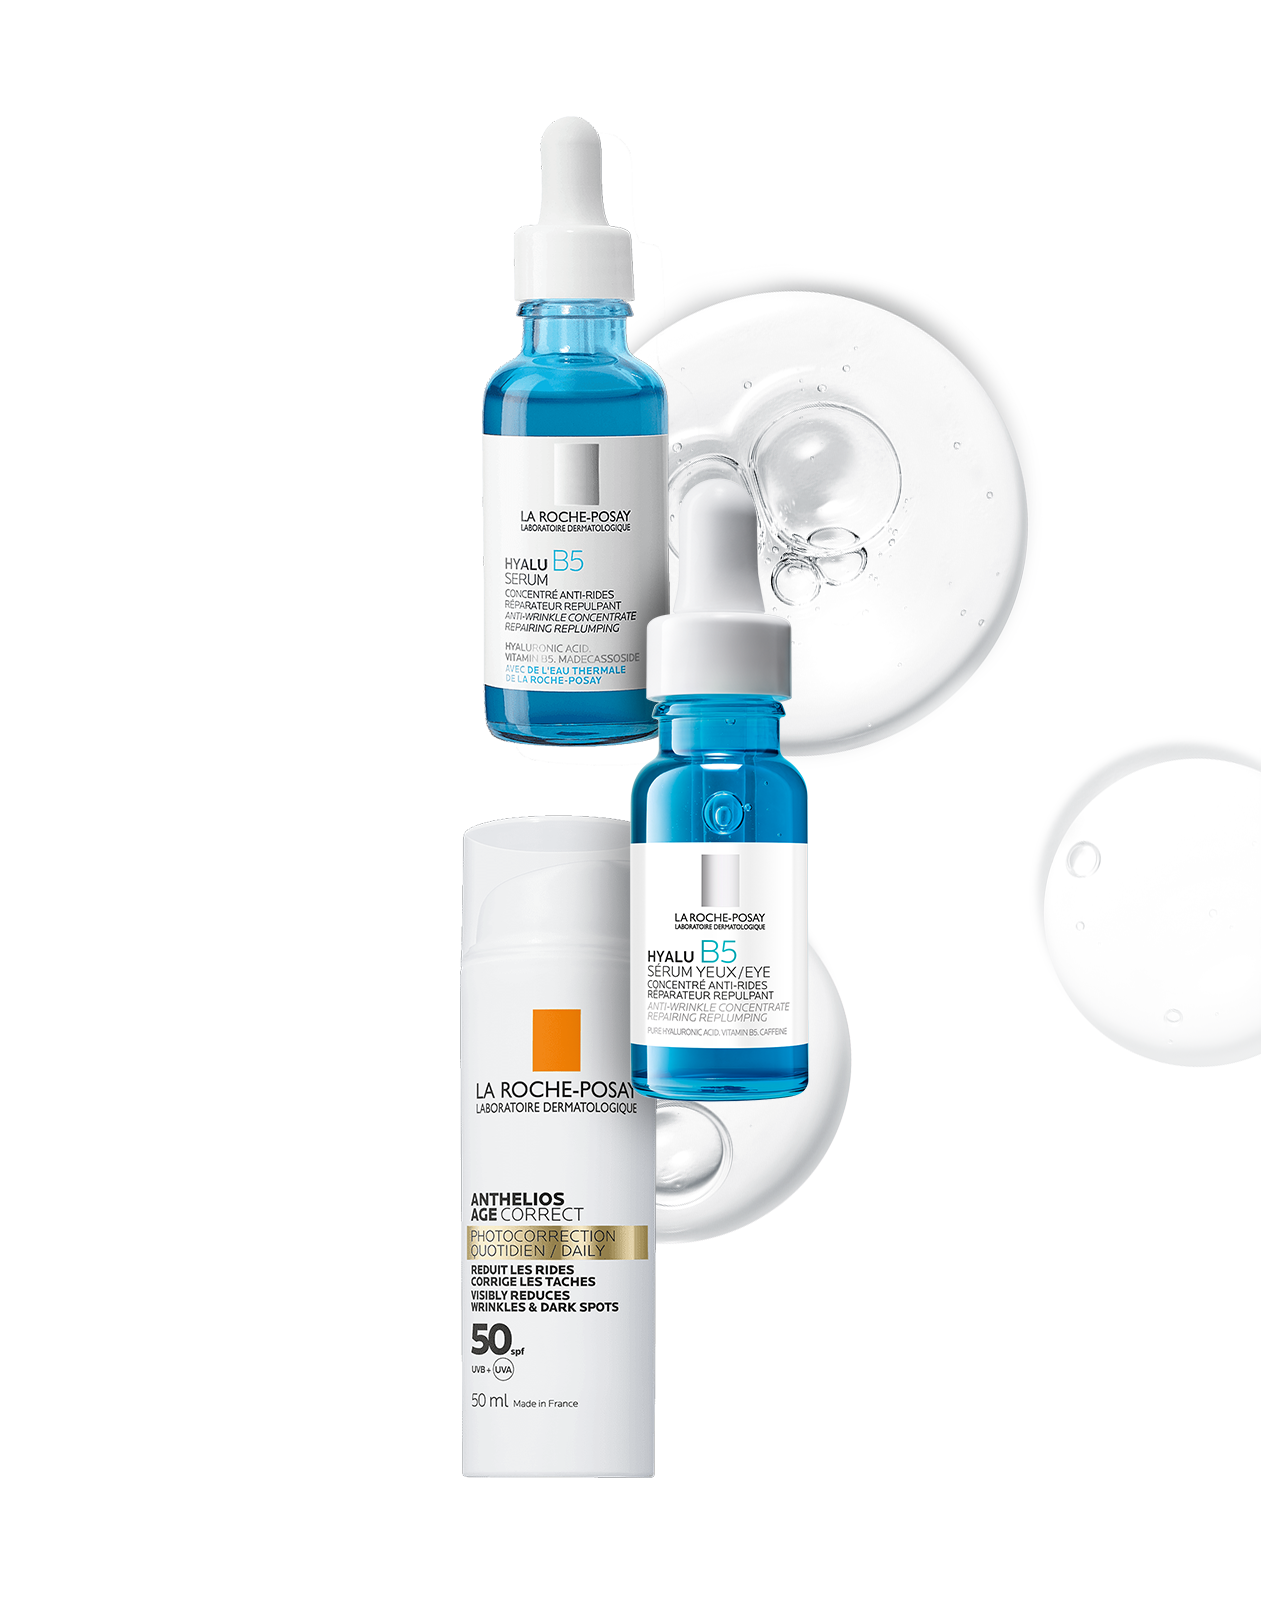 LA ROCHE-POSAY
LABORATOIRE DERMATOLOGIQUE
HYALU B5
SERUM
CONCENTRÉ ANTI-RIDES
RÉPARATEUR REPULPANT
ANTI-WRINKLE CONCENTRATE
REPAIRING REPLUMPING
HYALURONIC ACID.
VITAMIN B5. MADECASSOSIDE
AVEC DE L'EAU THERMALE
DE LA ROCHE-POSAY
LA ROCHE-POSAY
LABORATOIRE DERMATOLOGIQUE
HYALU B5
SÉRUM YEUX/EYE
CONCENTRÉ ANTI-RIDES
RÉPARATEUR REPULPANT
ANTI-WRINKLE CONCENTRATE
REPAIRING REPLUMPING
PURE HYALURONIC ACID. VITAMIN B5. CAFFEINE
LA ROCHE-POSAY
LABORATOIRE DERMATOLOGIQUE
ANTHELIOS
AGE CORRECT
PHOTOCORRECTION
QUOTIDIEN / DAILY
REDUIT LES RIDES
CORRIGE LES TACHES
VISIBLY REDUCES
WRINKLES & DARK SPOTS
50 spf
UVB + UVA
50 ml Made in France